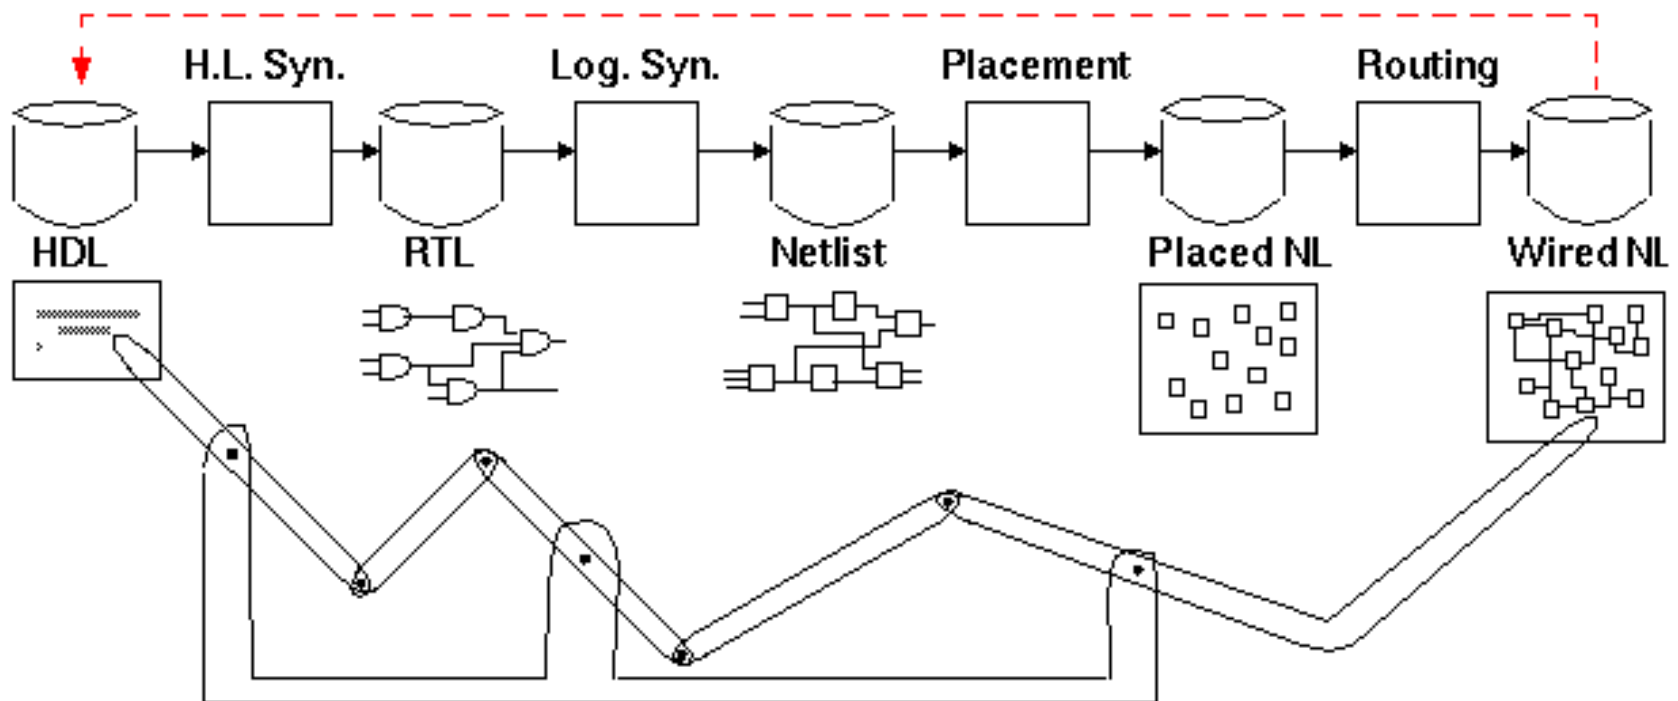 H.L. Syn.
Log. Syn.
Placement
Routing
HDL
RTL
Netlist
Placed NL
Wired NL